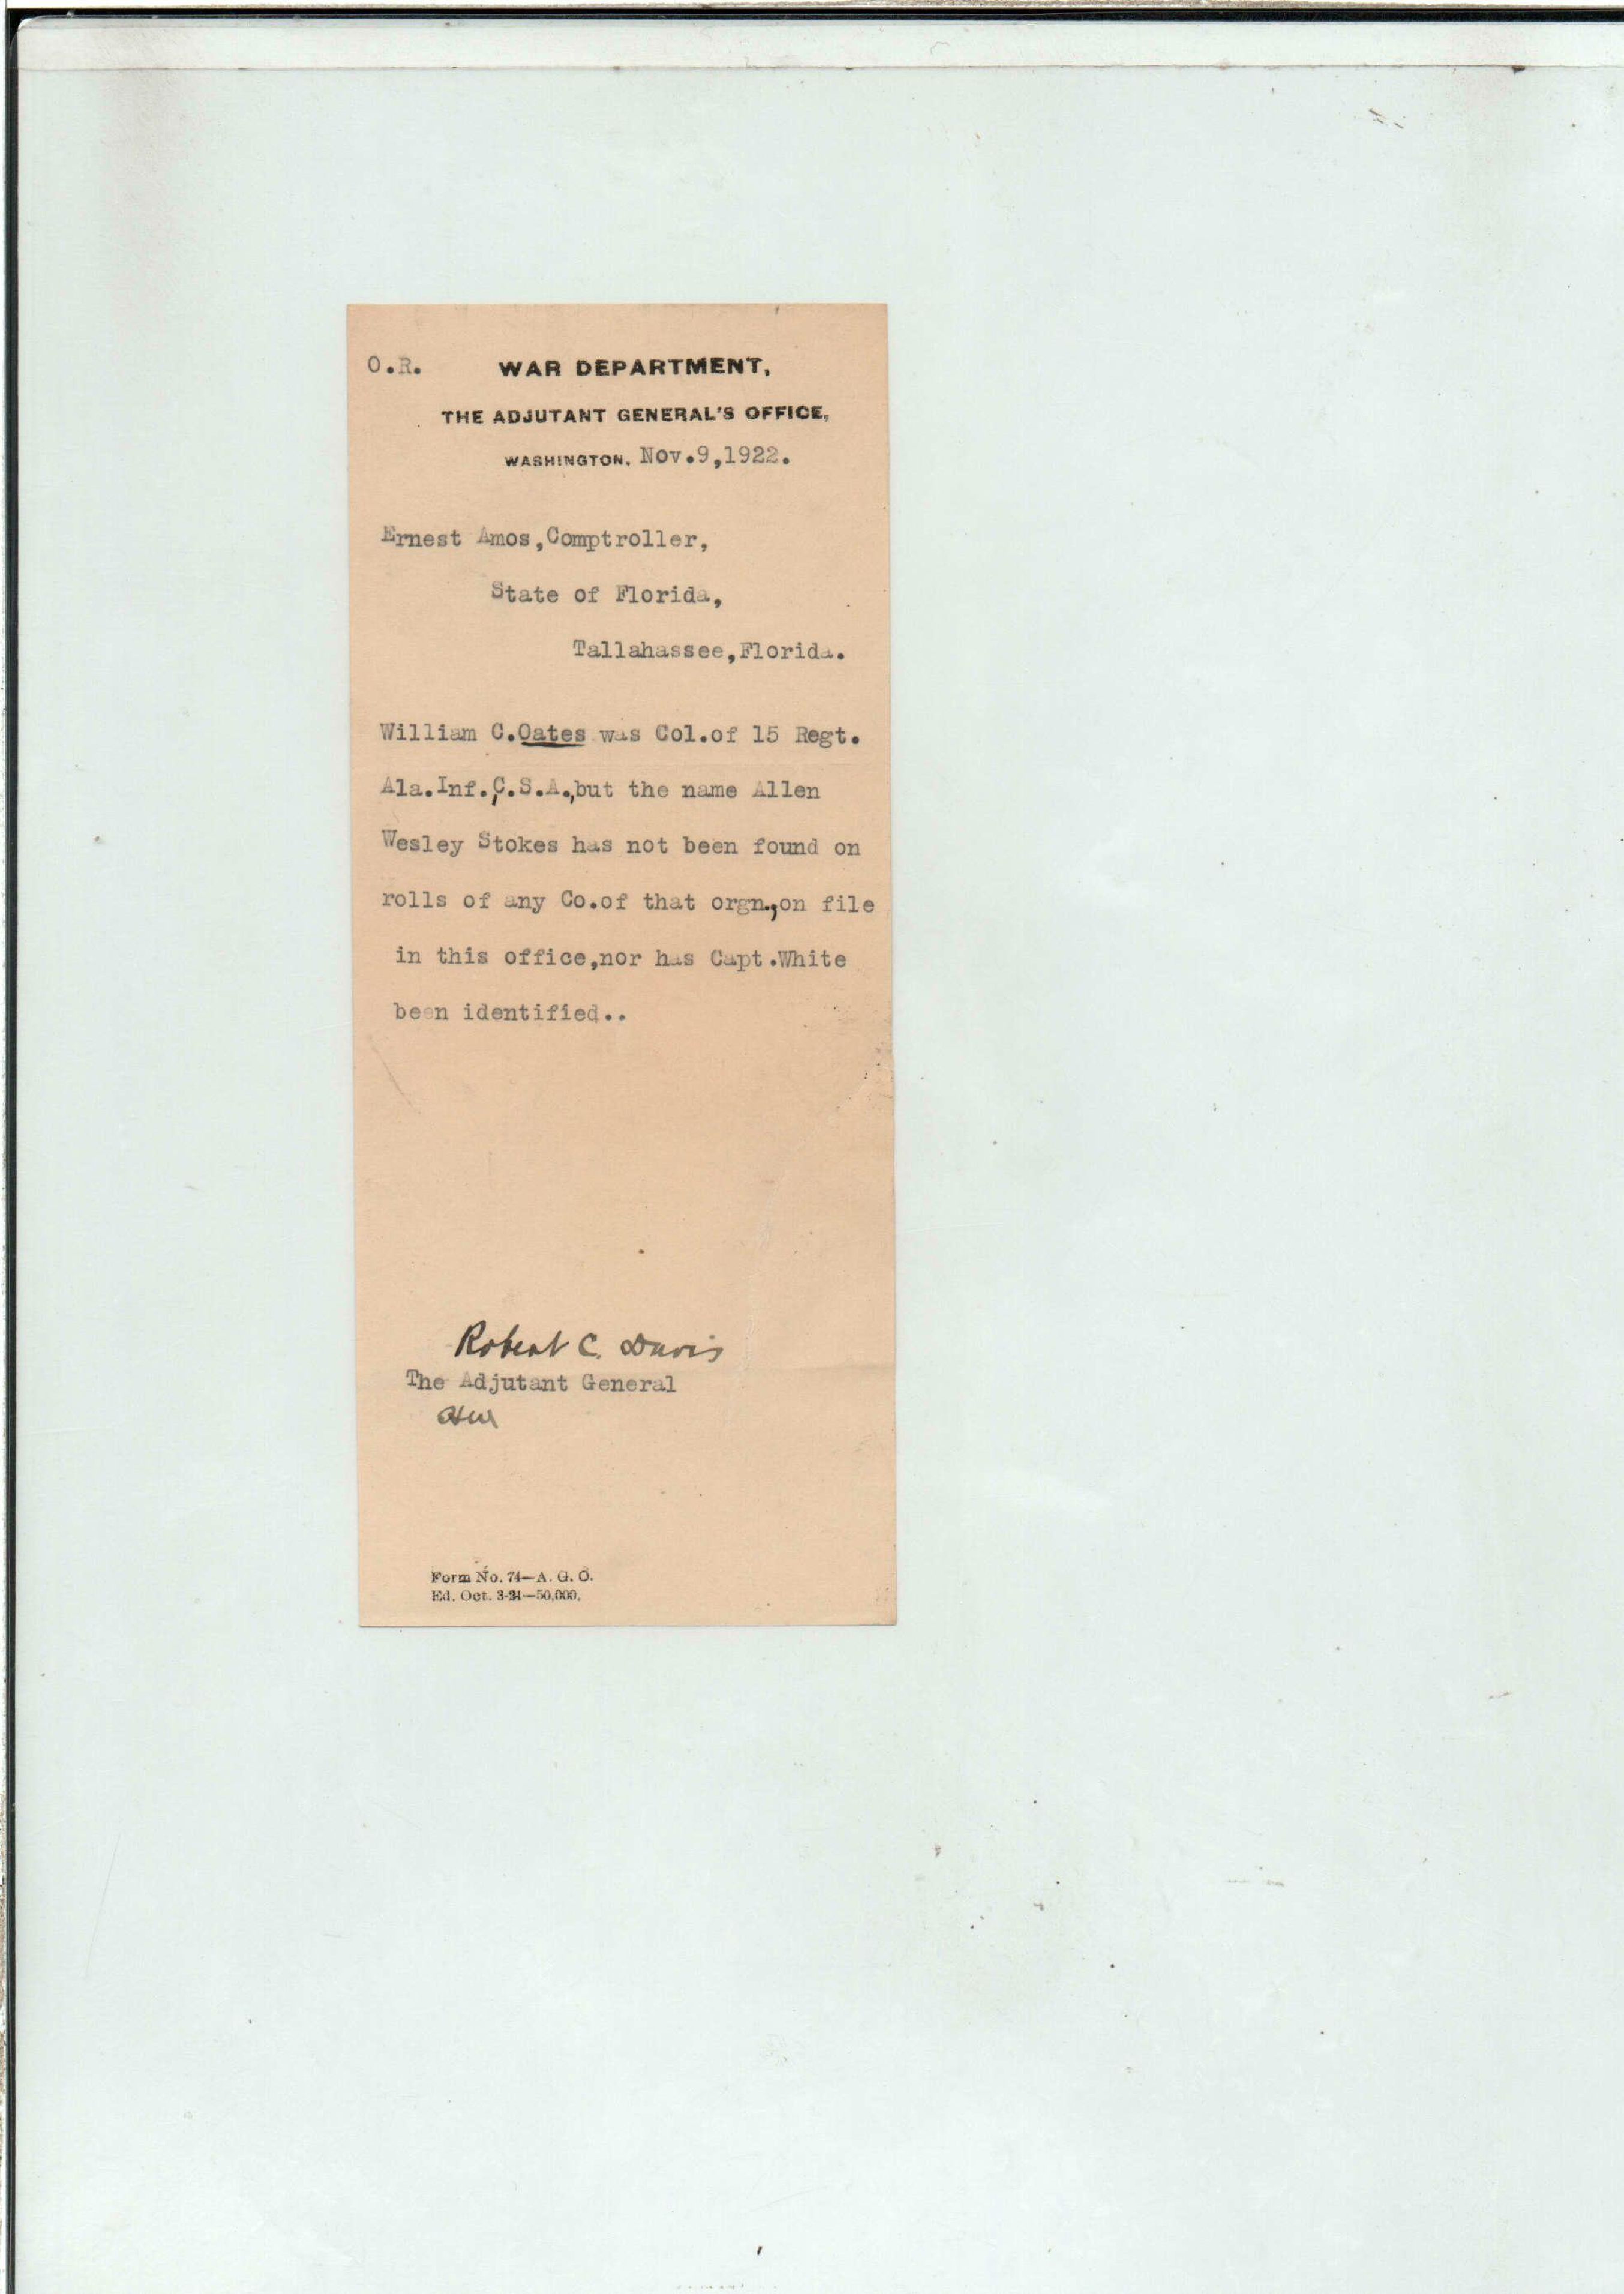 O.R. WAR DEPARTMENT,
THE ADJUTANT GENERAL'S OFFICE,
WASHINGTON. Nov.9,1922.
Ernest Amos,Comptroller,
State of Florida,
Tallahassee,Florida.
William C.Oates was Col.of 15 Regt.
Ala.Inf.,C.S.A.,but the name Allen
Wesley Stokes has not been found on
rolls of any Co.of that orgn.,on file
in this office,nor has Capt.White
been identified..
Robert C. Davis
The Adjutant General
Form No. 74—A. G. O.
Ed. Oct. 3-21—50,000.